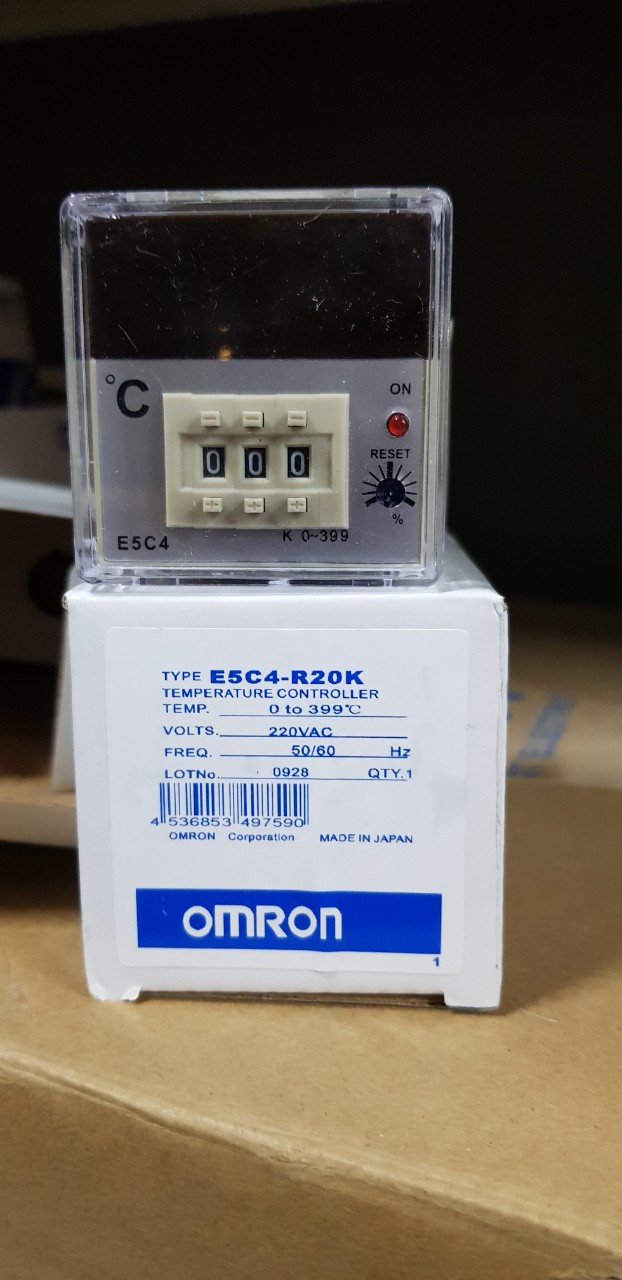 °C
ON
0 0 0
RESET
%
E5C4
K 0~399
TYPE E5C4-R20K
TEMPERATURE CONTROLLER
TEMP. 0 to 399℃
VOLTS. 220VAC
FREQ. 50/60 Hz
LOTNo. 0928 QTY.1
4 536853 497590
OMRON Corporation MADE IN JAPAN
OMRON
1